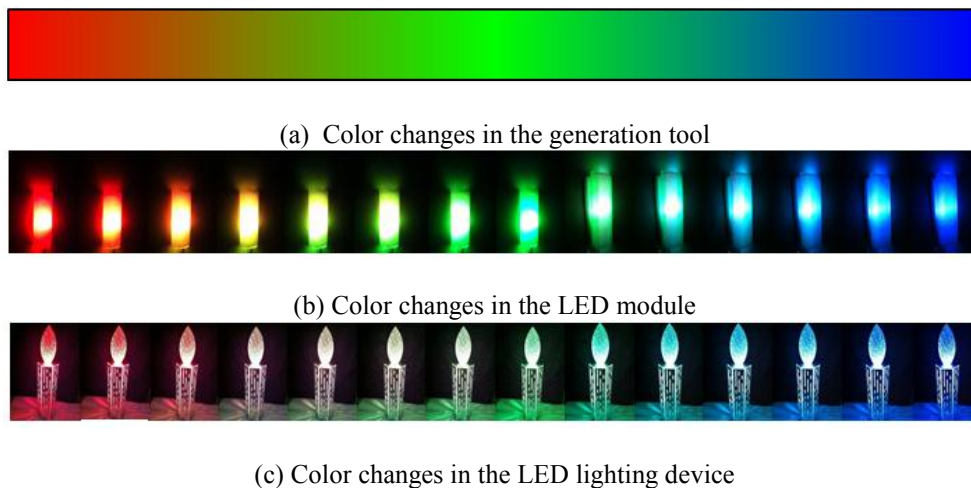 (a) Color changes in the generation tool
(b) Color changes in the LED module
(c) Color changes in the LED lighting device